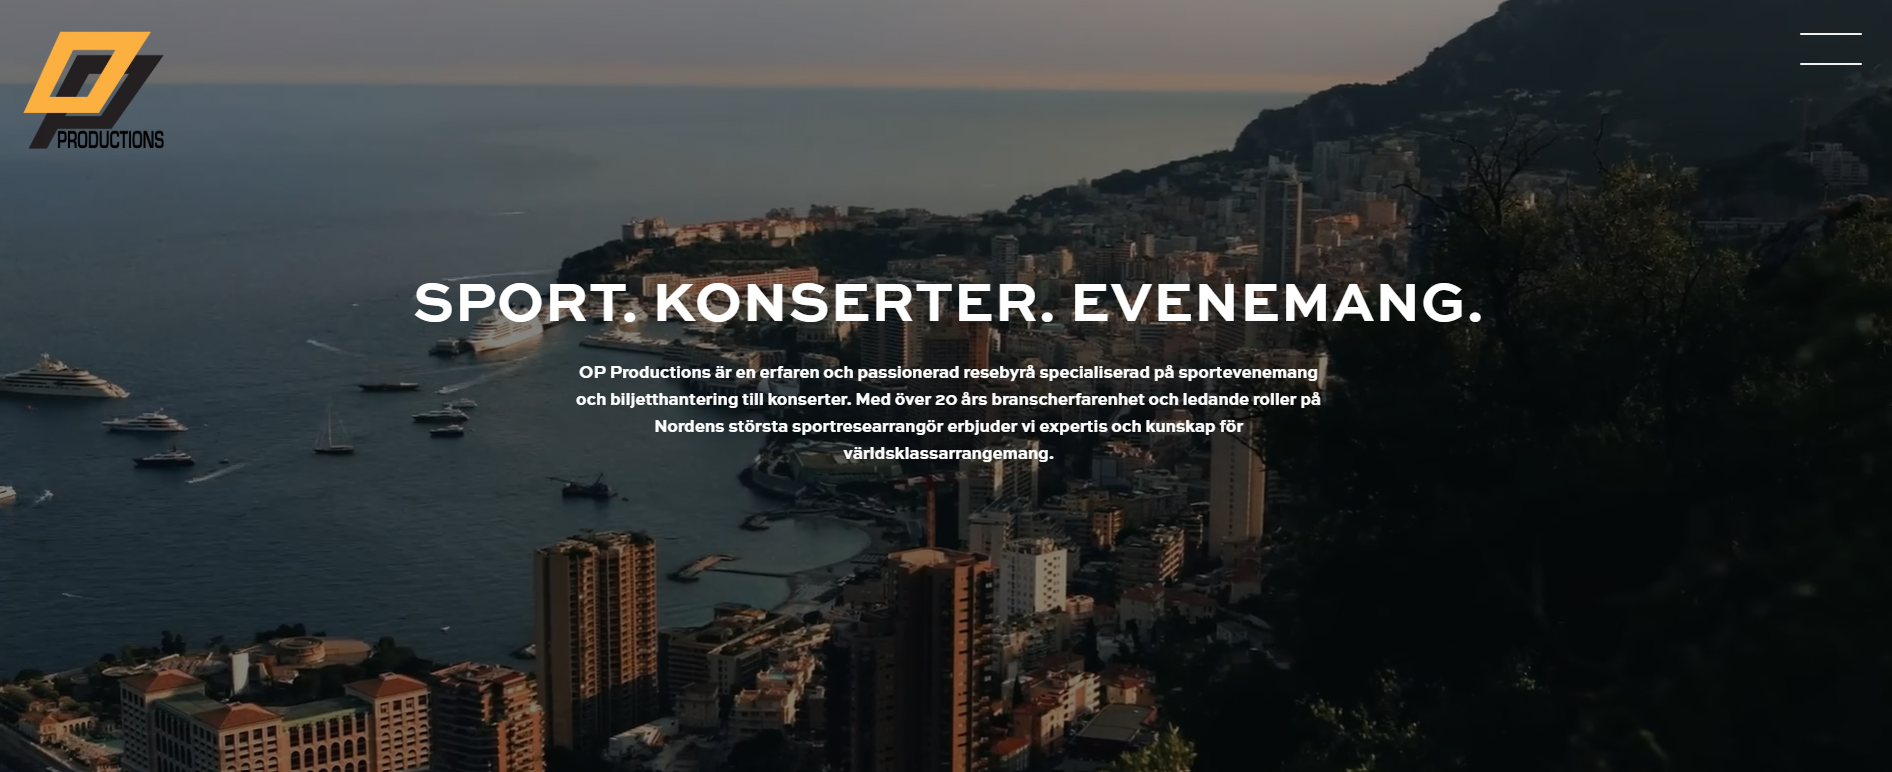 PRODUCTIONS
SPORT. KONSERTER. EVENEMANG.
OP Productions är en erfaren och passionerad resebyrå specialiserad på sportevenemang
och biljetthantering till konserter. Med över 20 års branscherfarenhet och ledande roller på
Nordens största sportresearrangör erbjuder vi expertis och kunskap för
världsklassarrangemang.